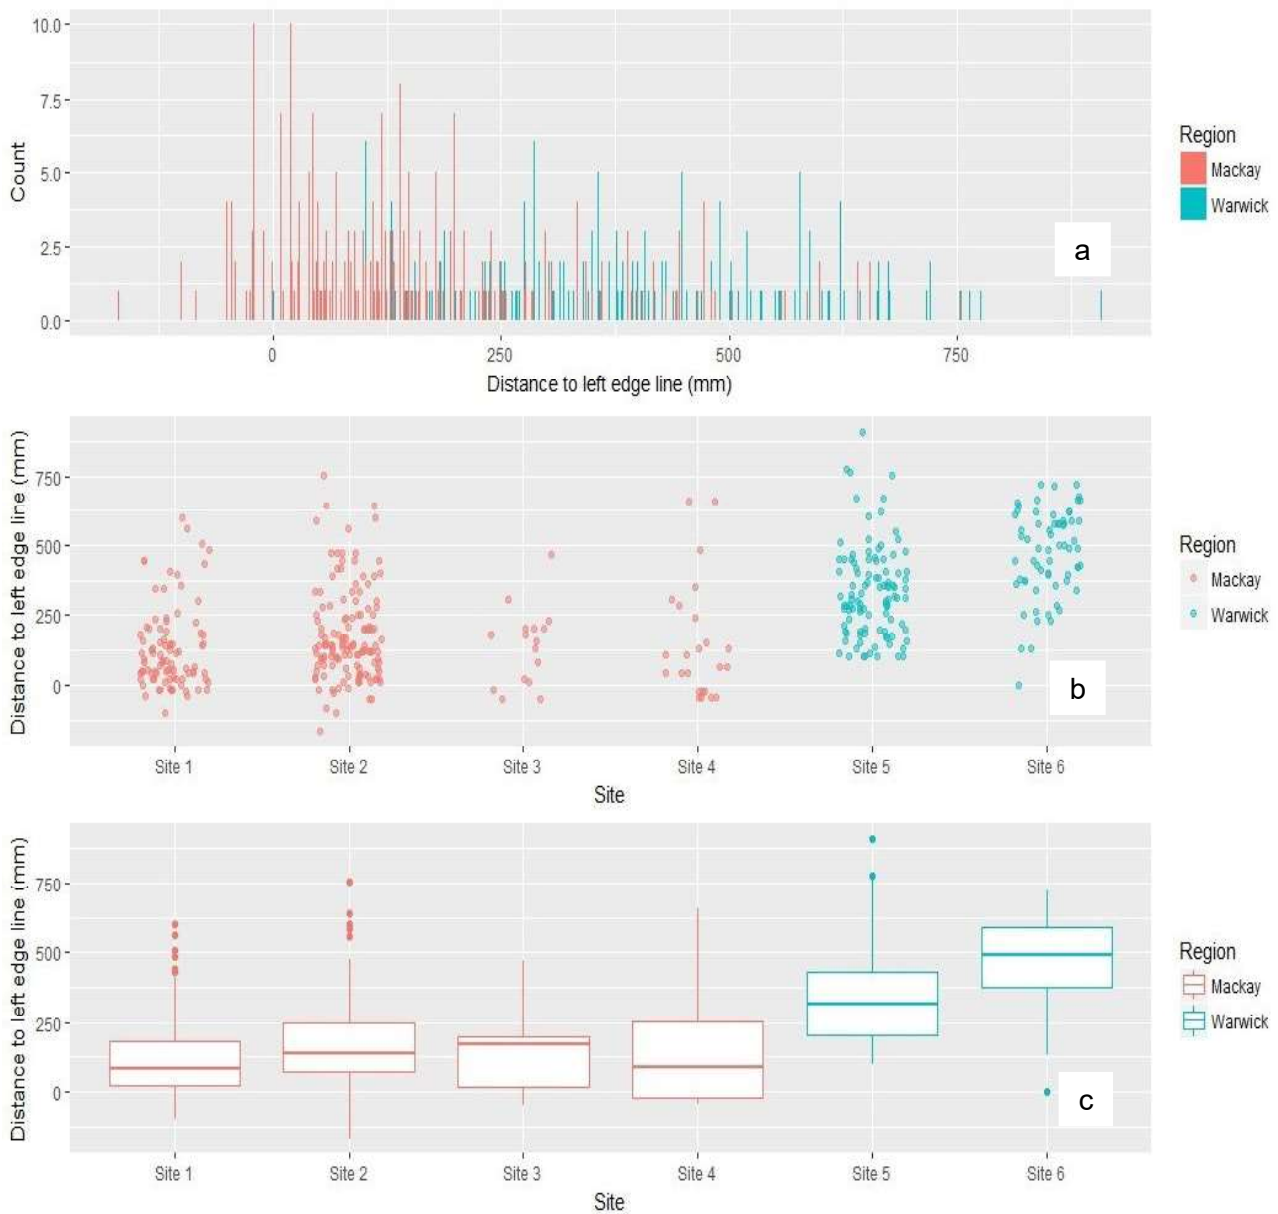 10.0
7.5
5.0
2.5
0.0
Count
0 250 500 750
Distance to left edge line (mm)
Region
Mackay
Warwick
a
750
500
250
0
Distance to left edge line (mm)
Site 1 Site 2 Site 3 Site 4 Site 5 Site 6
Site
Region
Mackay
Warwick
b
750
500
250
0
Distance to left edge line (mm)
Site 1 Site 2 Site 3 Site 4 Site 5 Site 6
Site
Region
Mackay
Warwick
c